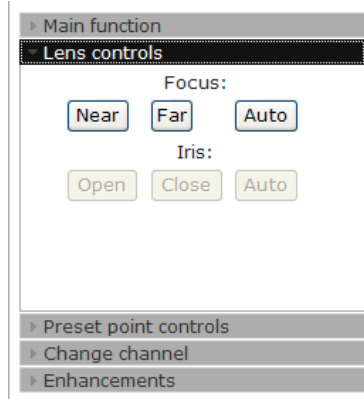 Main function
Lens controls
Focus:
Near Far Auto
Iris:
Open Close Auto
Preset point controls
Change channel
Enhancements